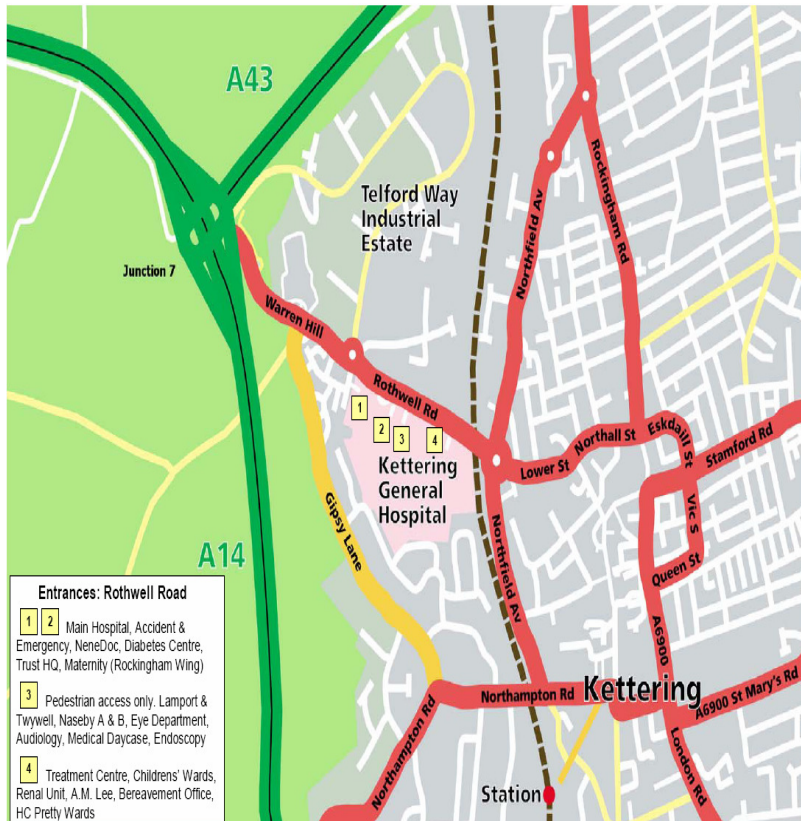 A43
Telford Way
Industrial
Estate
Rockingham Rd
Northfield Av
Junction 7
Warren Hill
Rothwell Rd
1
2
3
4
Kettering
General
Hospital
Lower St
Northall St
Eskdaill St
Stamford Rd
Vic S
Queen St
Gipsy Lane
Northfield Av
A14
A6900
Northampton Rd
Kettering
A6900 St Mary's Rd
Northampton Rd
London Rd
Station
Entrances: Rothwell Road
1 2 Main Hospital, Accident &
Emergency, NeneDoc, Diabetes Centre,
Trust HQ, Maternity (Rockingham Wing)
3 Pedestrian access only. Lamport &
Twywell, Naseby A & B, Eye Department,
Audiology, Medical Daycase, Endoscopy
4 Treatment Centre, Childrens' Wards,
Renal Unit, A.M. Lee, Bereavement Office,
HC Pretty Wards